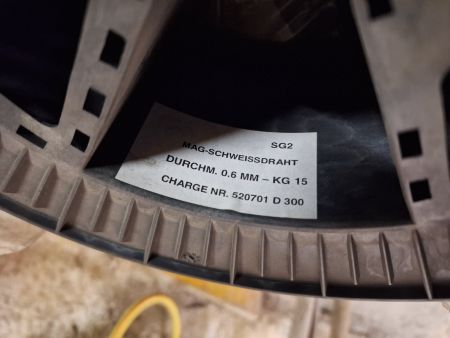 SG2
MAG-SCHWEISSDRAHT
DURCHM. 0.6 MM – KG 15
CHARGE NR. 520701 D 300